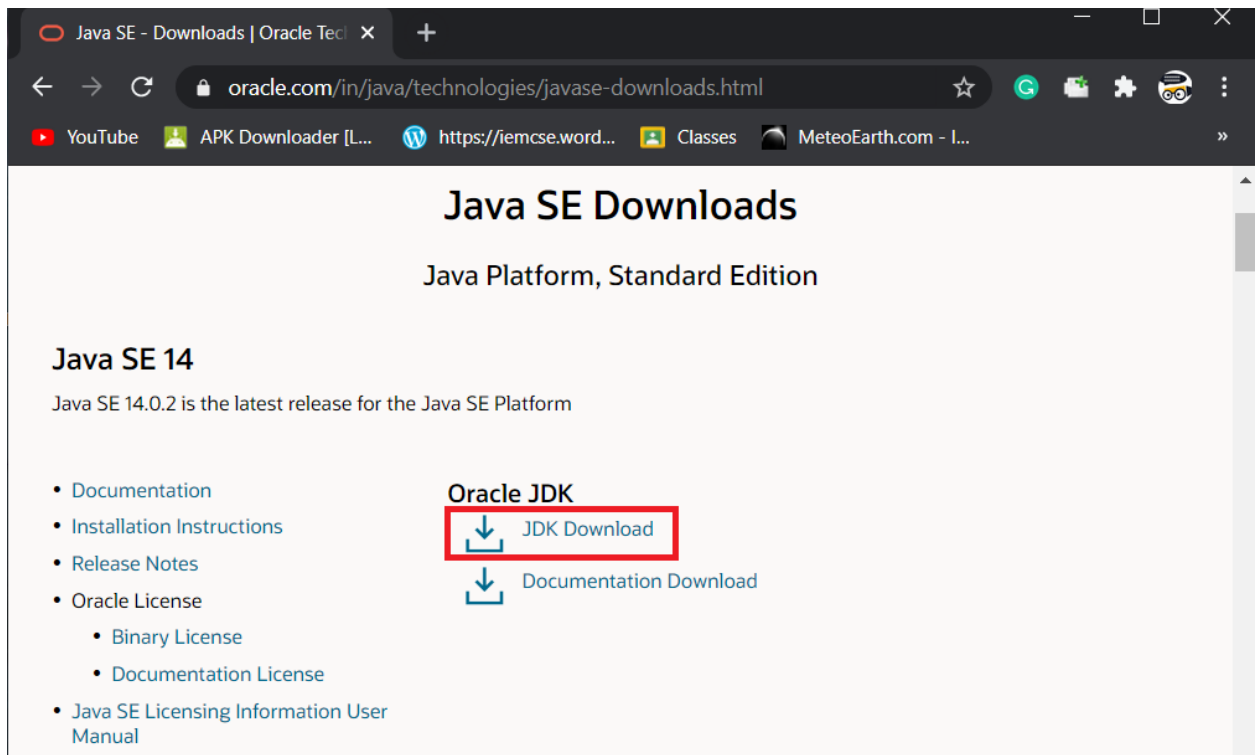 Java SE - Downloads | Oracle Tecl
oracle.com/in/java/technologies/javase-downloads.html
YouTube
APK Downloader [L...
https://iemcse.word...
Classes
MeteoEarth.com - I...
»
Java SE Downloads
Java Platform, Standard Edition
Java SE 14
Java SE 14.0.2 is the latest release for the Java SE Platform
• Documentation
• Installation Instructions
• Release Notes
• Oracle License
• Binary License
• Documentation License
• Java SE Licensing Information User
Manual
Oracle JDK
JDK Download
Documentation Download